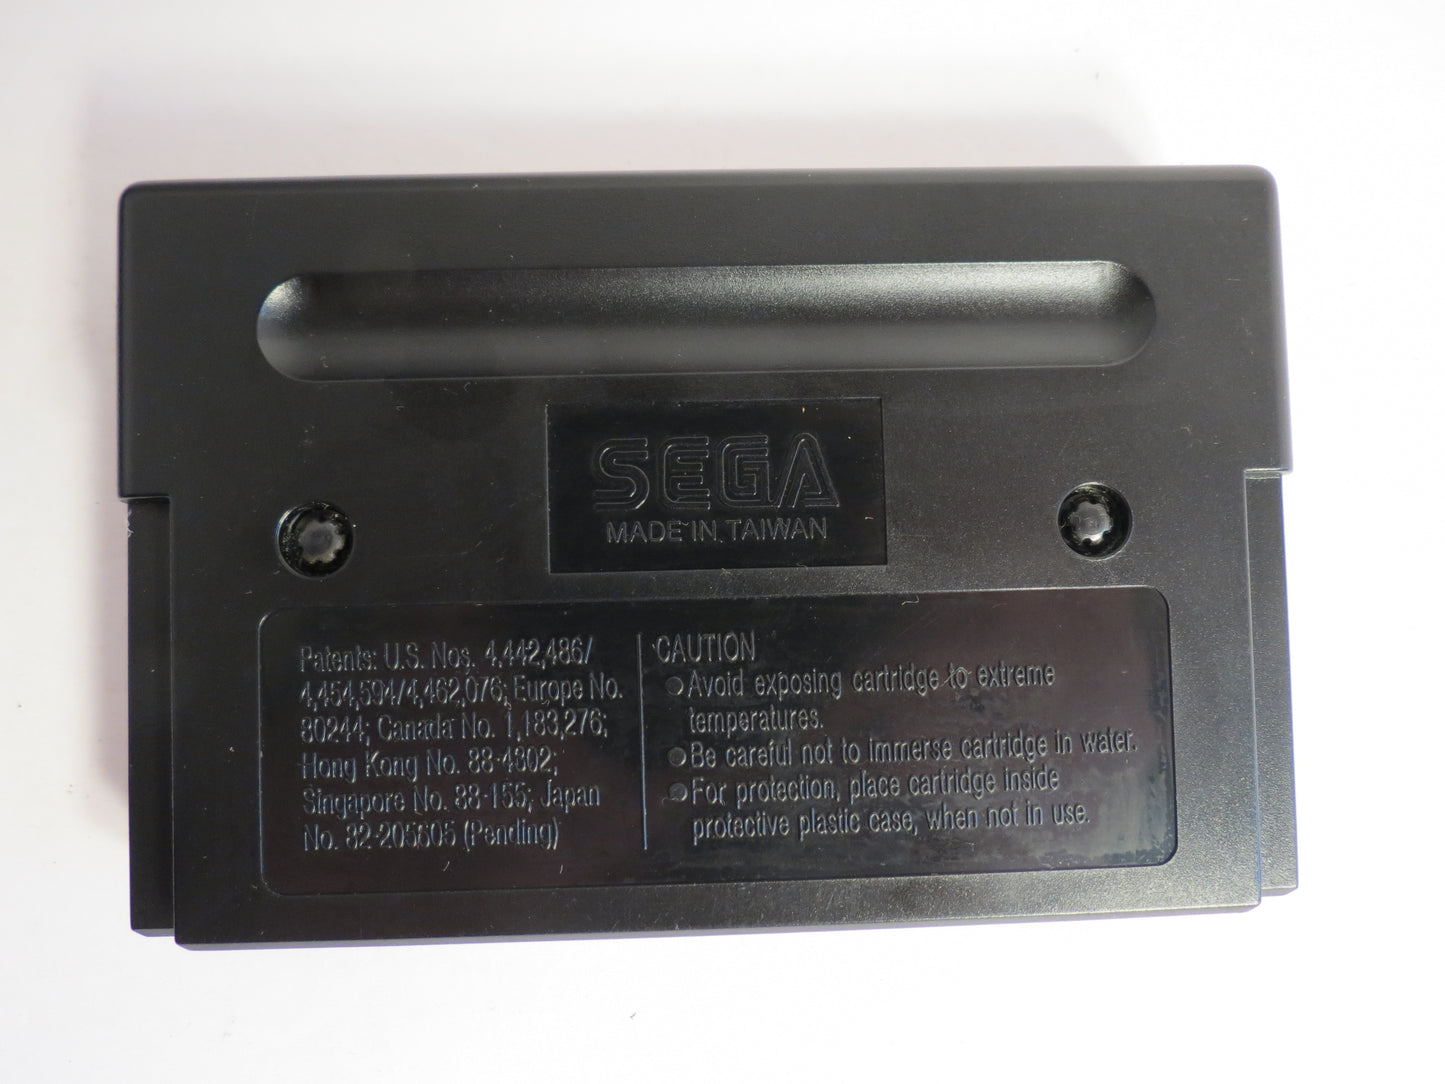 SEGA
MADE IN TAIWAN
Patents: U.S. Nos. 4,442,486/
4,454,594/4,462,076; Europe No.
80244; Canada No. 1,183,276;
Hong Kong No. 88-4302;
Singapore No. 88-155; Japan
No. 82-205605 (Pending)
CAUTION
● Avoid exposing cartridge to extreme
temperatures.
● Be careful not to immerse cartridge in water.
● For protection, place cartridge inside
protective plastic case, when not in use.